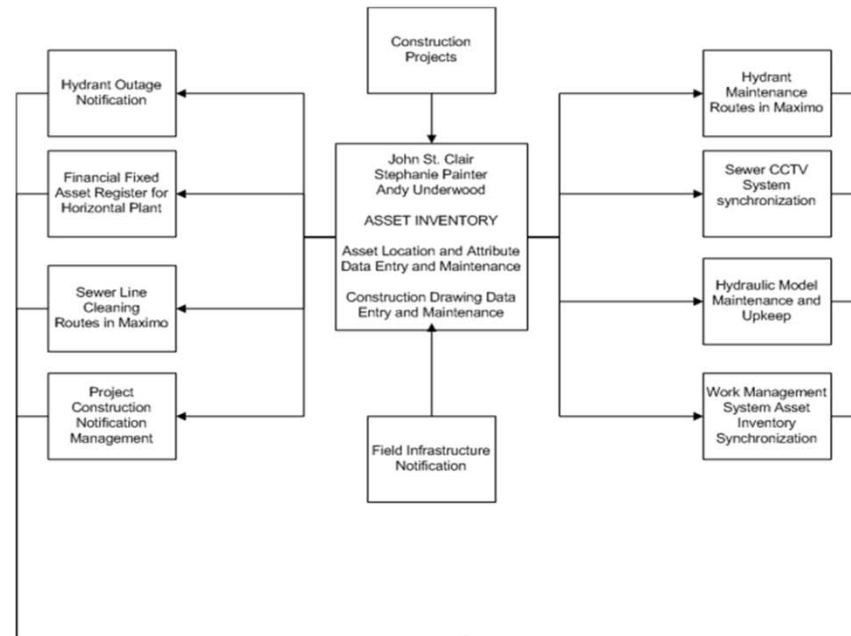 Construction
Projects
Hydrant Outage
Notification
Financial Fixed
Asset Register for
Horizontal Plant
Sewer Line
Cleaning
Routes in Maximo
Project
Construction
Notification
Management
John St. Clair
Stephanie Painter
Andy Underwood
ASSET INVENTORY
Asset Location and Attribute
Data Entry and Maintenance
Construction Drawing Data
Entry and Maintenance
Field Infrastructure
Notification
Hydrant
Maintenance
Routes in Maximo
Sewer CCTV
System
synchronization
Hydraulic Model
Maintenance and
Upkeep
Work Management
System Asset
Inventory
Synchronization